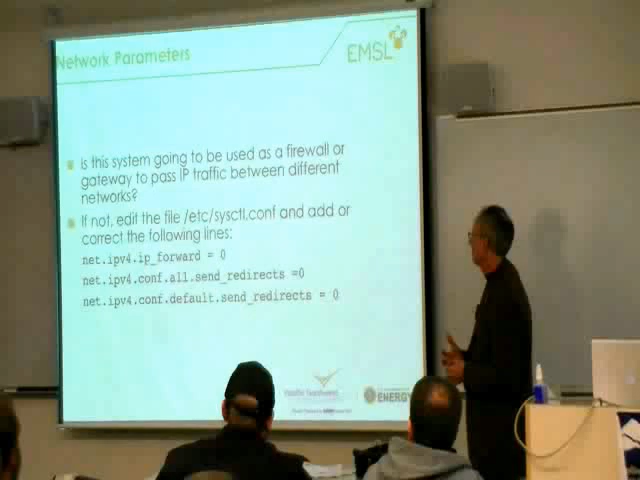 Network Parameters
EMSL
Is this system going to be used as a firewall or
gateway to pass IP traffic between different
networks?
If not, edit the file /etc/sysctl.conf and add or
correct the following lines:
net.ipv4.ip_forward = 0
net.ipv4.conf.all.send_redirects =0
net.ipv4.conf.default.send_redirects = 0
Pacific Northwest
ENERGY